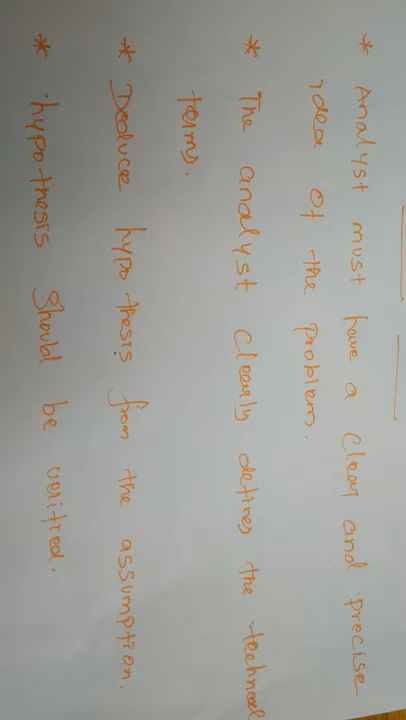 * Analyst must have a clear and precise
idea of the problem.
* The analyst clearly defines the technical
terms.
* Deduce hypothesis from the assumption.
* hypothesis should be verified.